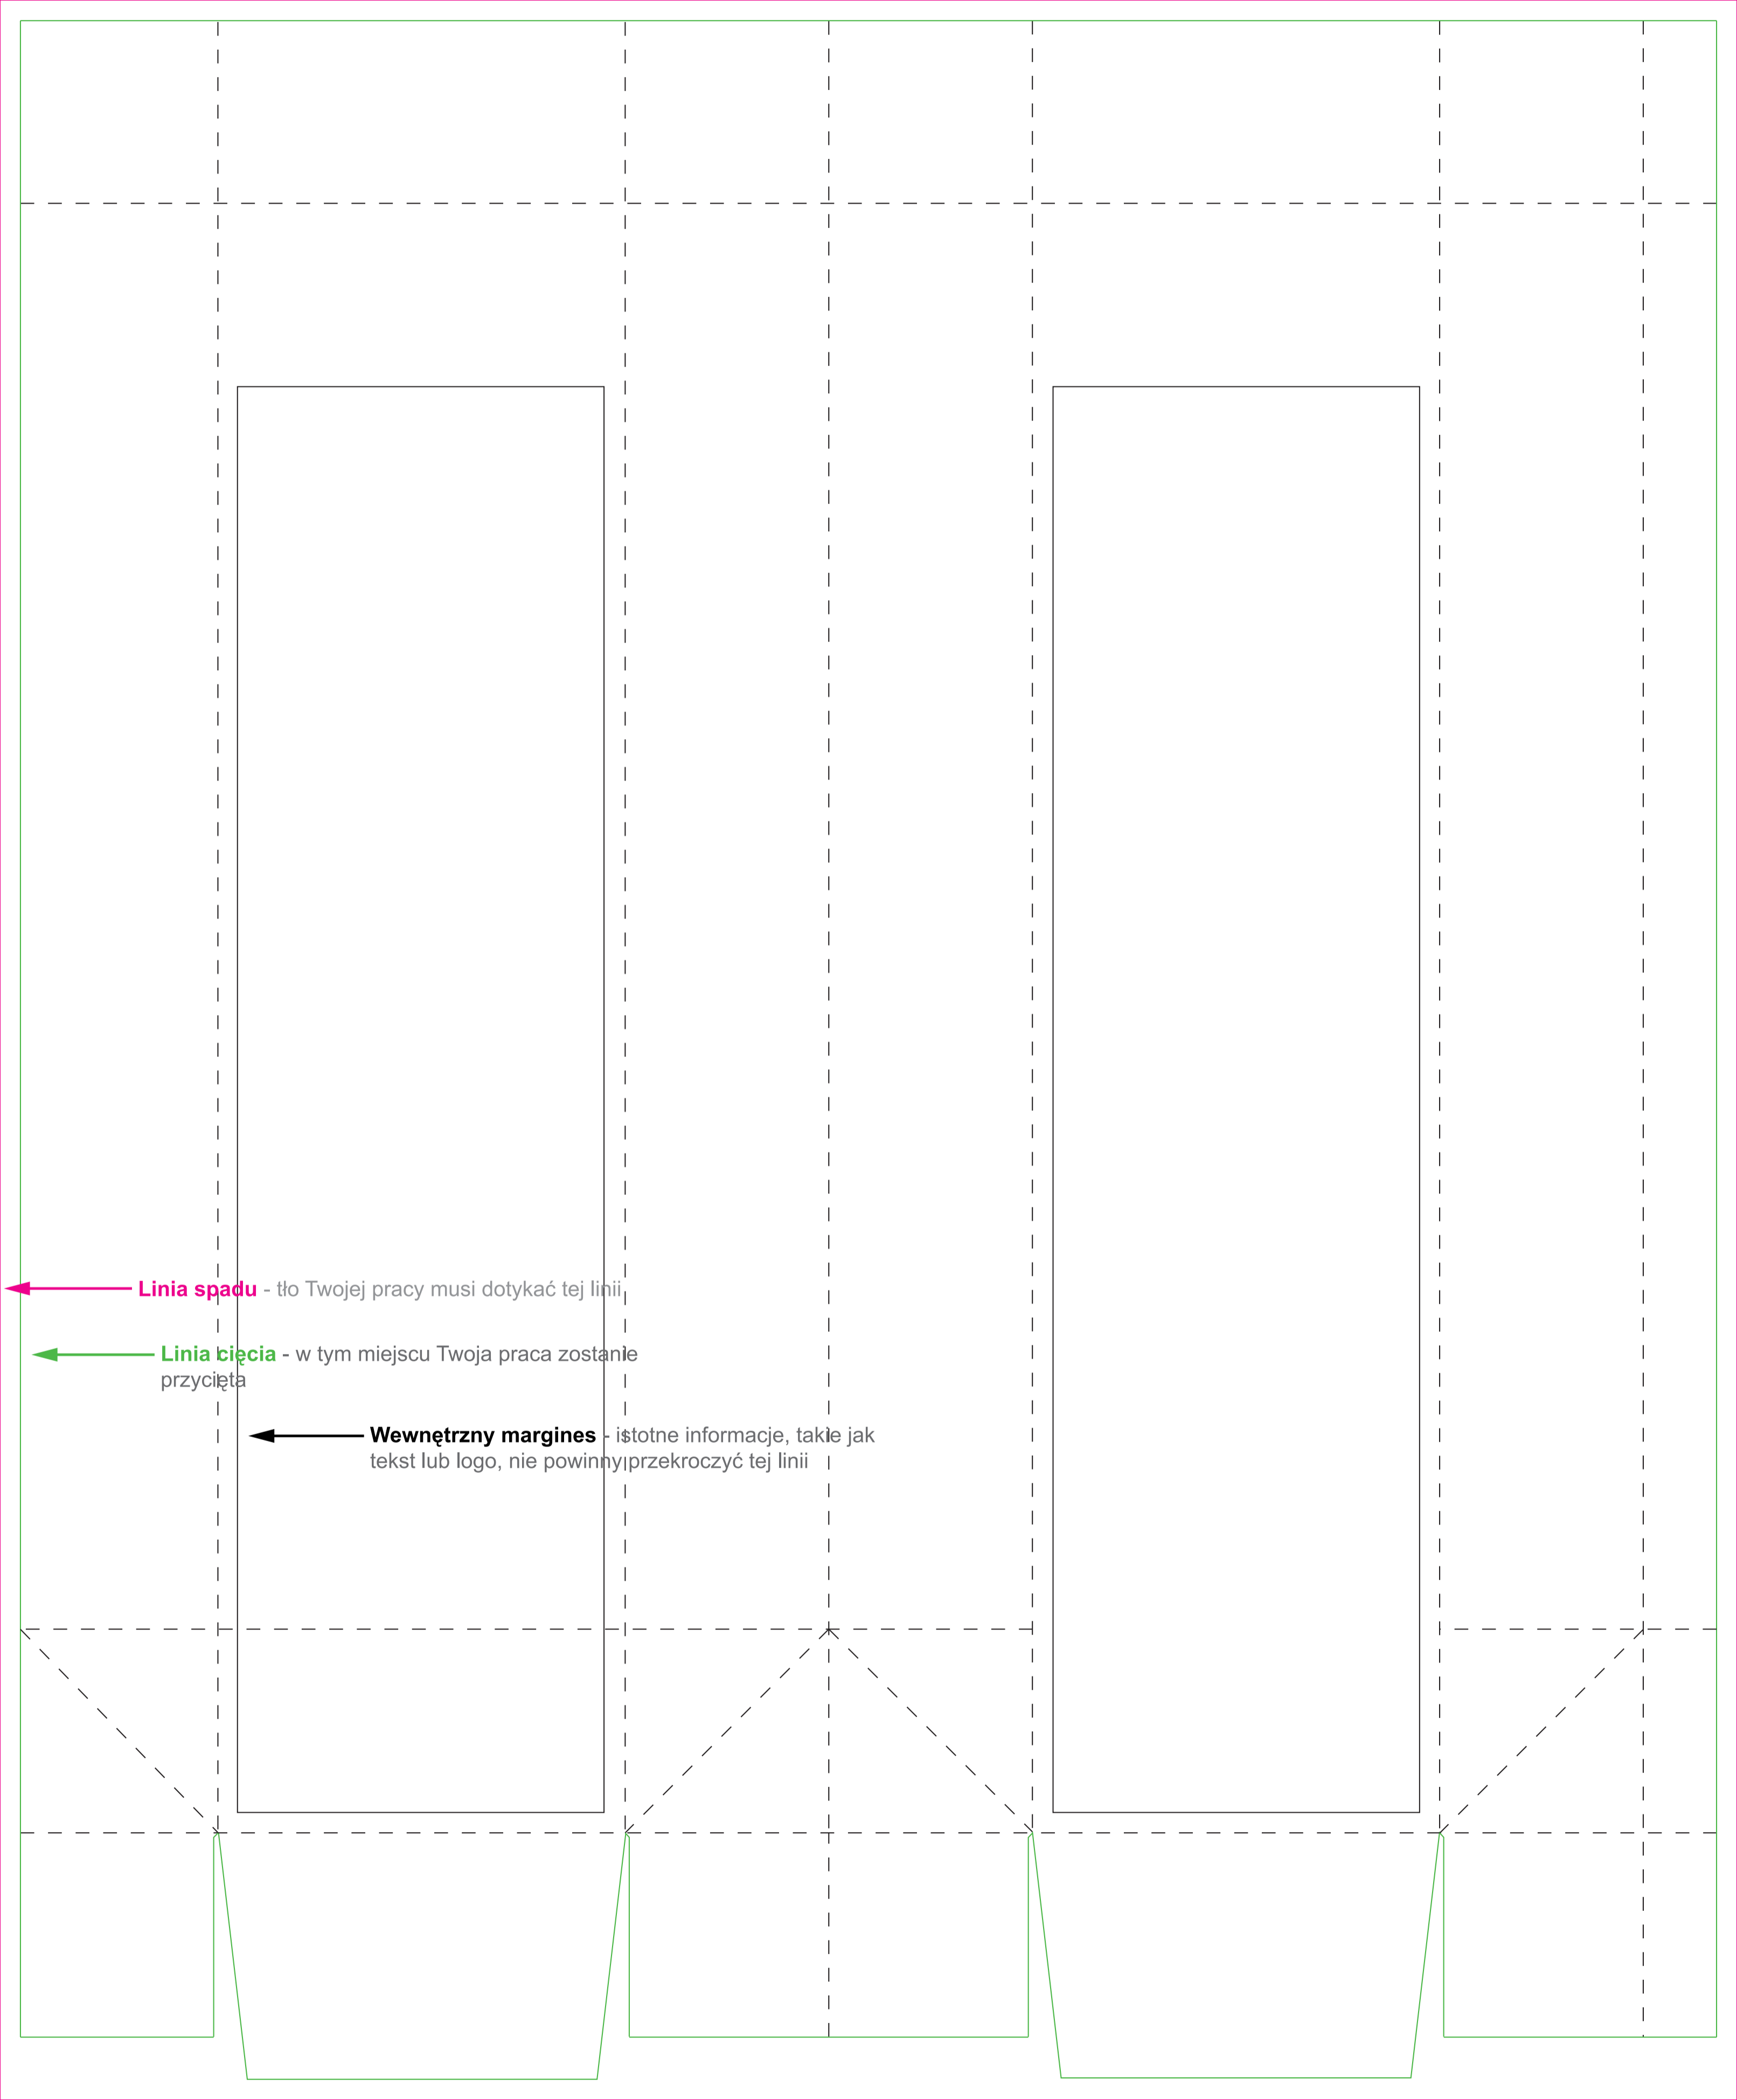 Linia spadu - tło Twojej pracy musi dotykać tej linii
Linia cięcia - w tym miejscu Twoja praca zostanie
przycięta
Wewnętrzny margines - istotne informacje, takie jak
tekst lub logo, nie powinny przekroczyć tej linii